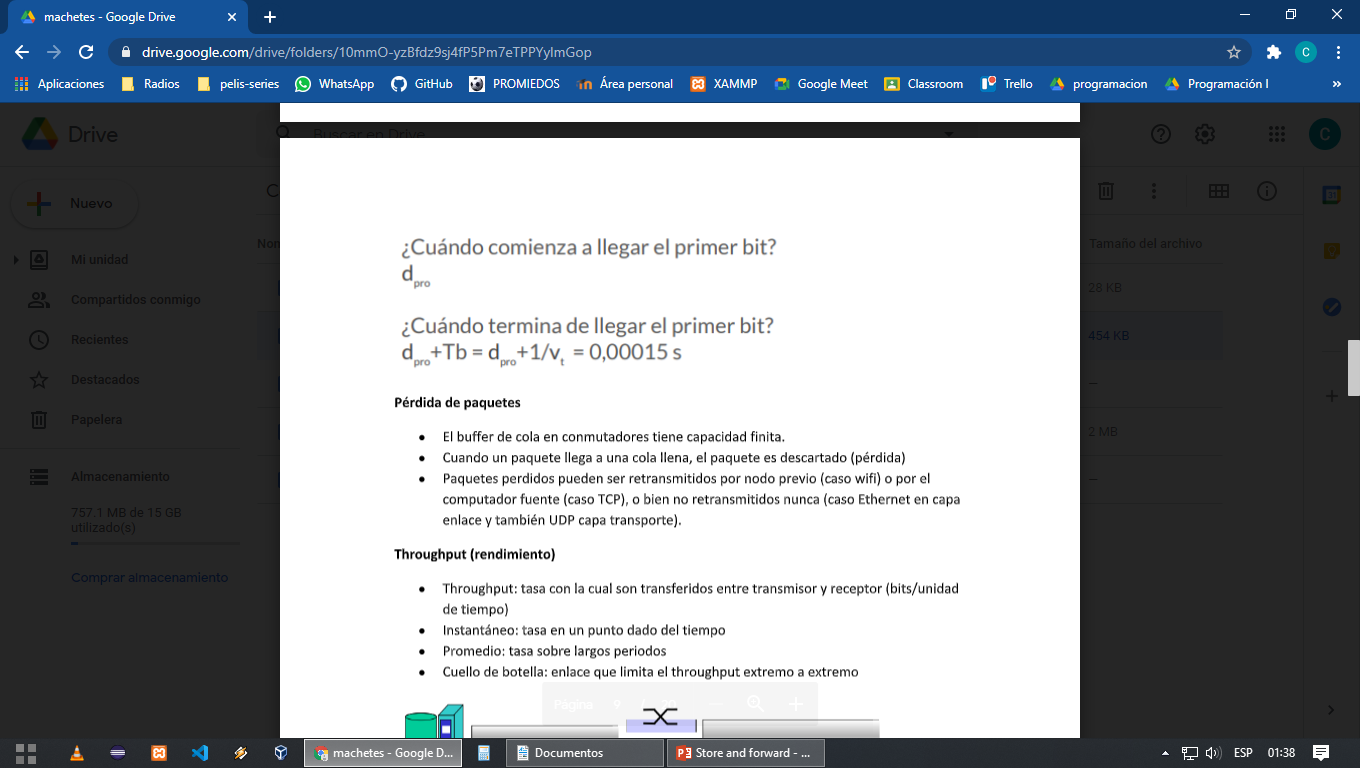 machetes - Google Drive
drive.google.com/drive/folders/10mmO-yzBfdz9sj4fP5Pm7eTPPYylmGop
C
Aplicaciones
Radios
pelis-series
WhatsApp
GitHub
PROMIEDOS
Área personal
XAMMP
Google Meet
Classroom
Trello
programacion
Programación I
»
Drive
Buscar en Drive
C
Nuevo
Mi unidad
Compartidos conmigo
Recientes
Destacados
Papelera
Almacenamiento
757.1 MB de 15 GB
utilizado(s)
Comprar almacenamiento
Tamaño del archivo
28 KB
454 KB
—
2 MB
—
¿Cuándo comienza a llegar el primer bit?
dpro
¿Cuándo termina de llegar el primer bit?
dpro+Tb = dpro+1/vt = 0,00015 s
Pérdida de paquetes
• El buffer de cola en conmutadores tiene capacidad finita.
• Cuando un paquete llega a una cola llena, el paquete es descartado (pérdida)
• Paquetes perdidos pueden ser retransmitidos por nodo previo (caso wifi) o por el
computador fuente (caso TCP), o bien no retransmitidos nunca (caso Ethernet en capa
enlace y también UDP capa transporte).
Throughput (rendimiento)
• Throughput: tasa con la cual son transferidos entre transmisor y receptor (bits/unidad
de tiempo)
• Instantáneo: tasa en un punto dado del tiempo
• Promedio: tasa sobre largos periodos
• Cuello de botella: enlace que limita el throughput extremo a extremo
Página
machetes - Google D...
Documentos
Store and forward - ...
ESP
01:38